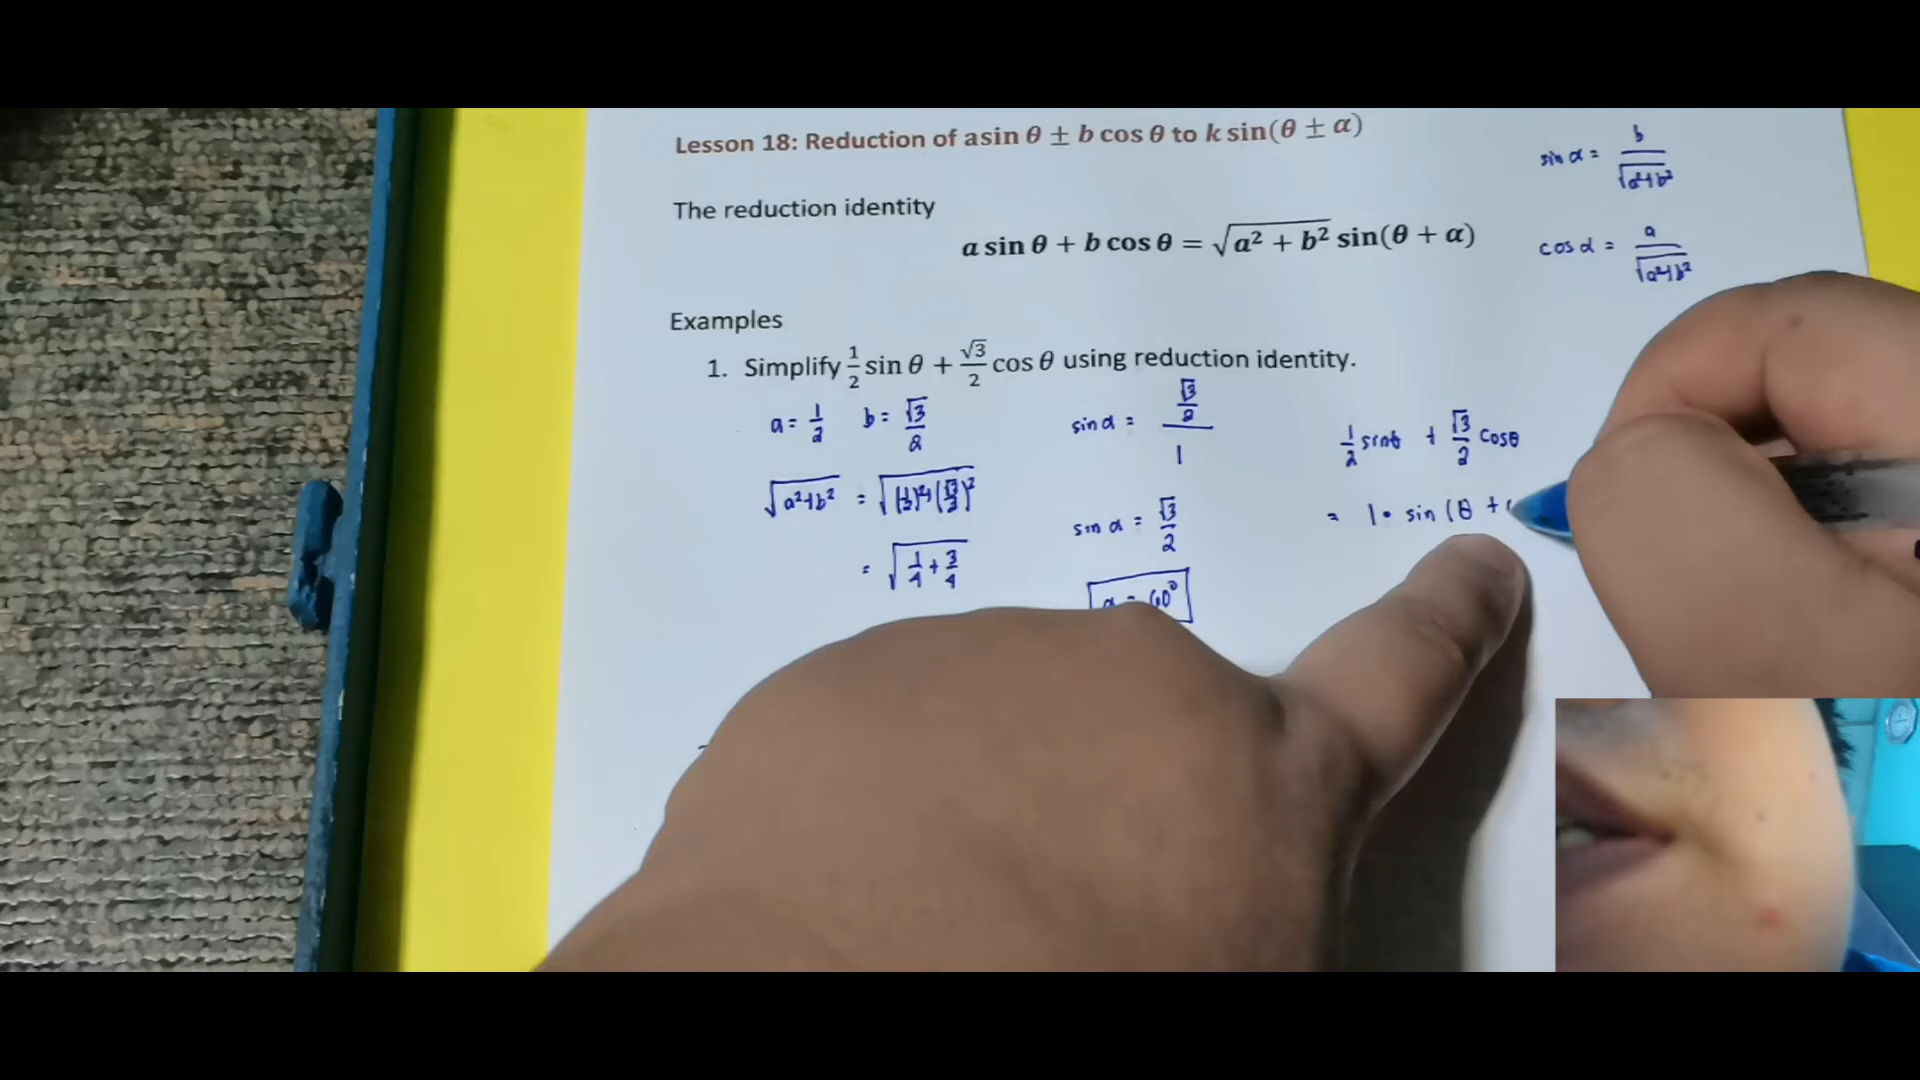 Lesson 18: Reduction of asin θ ± b cos θ to k sin(θ ± α)
sin α = b / √a²+b²
The reduction identity
a sin θ + b cos θ = √a² + b² sin(θ + α)
cos α = a / √a²+b²
Examples
1. Simplify 1/2 sin θ + √3/2 cos θ using reduction identity.
a = 1/2 b = √3/2
√a²+b² = √(1/2)²+(√3/2)²
= √1/4 + 3/4
sin α = √3/2 / 1
sin α = √3/2
α = 60°
1/2 sin θ + √3/2 cos θ
= 1 • sin (θ +